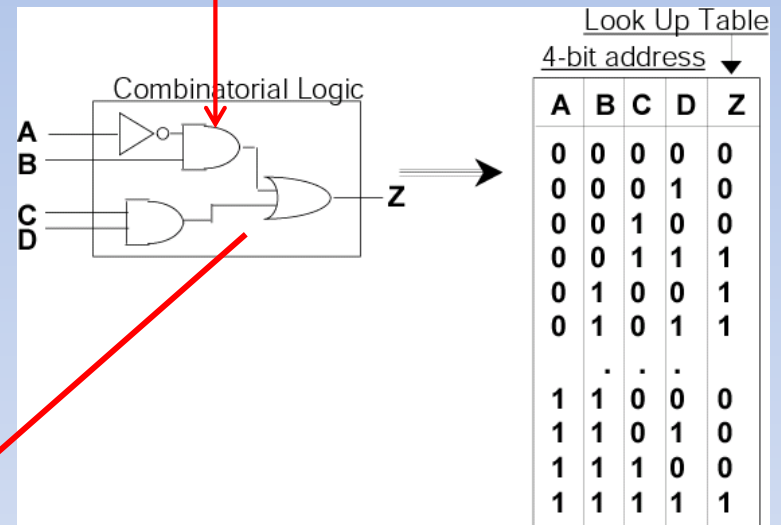 Look Up Table
4-bit address
Combinatorial Logic
A
B
C
D
Z
A B C D Z
0 0 0 0 0
0 0 0 1 0
0 0 1 0 0
0 0 1 1 1
0 1 0 0 1
0 1 0 1 1
. . .
1 1 0 0 0
1 1 0 1 0
1 1 1 0 0
1 1 1 1 1